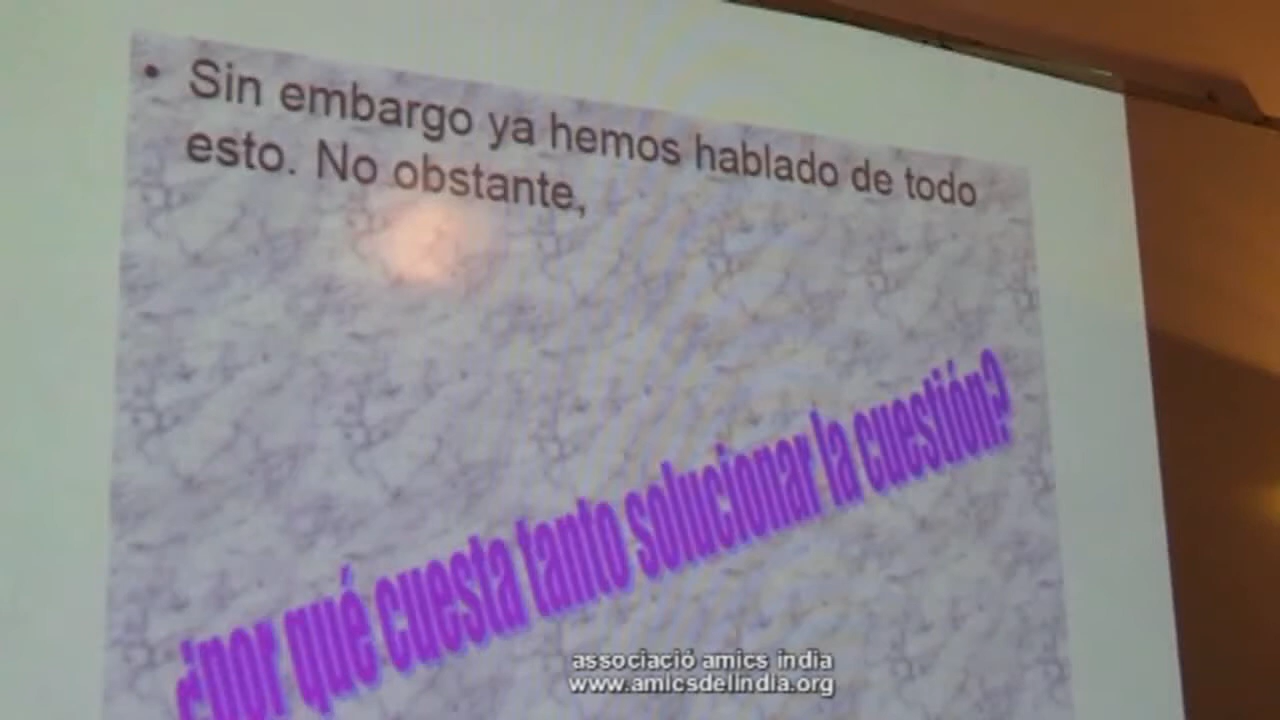 • Sin embargo ya hemos hablado de todo
esto. No obstante,
¿por qué cuesta tanto solucionar la cuestión?
associació amics india
www.amicsdelindia.org